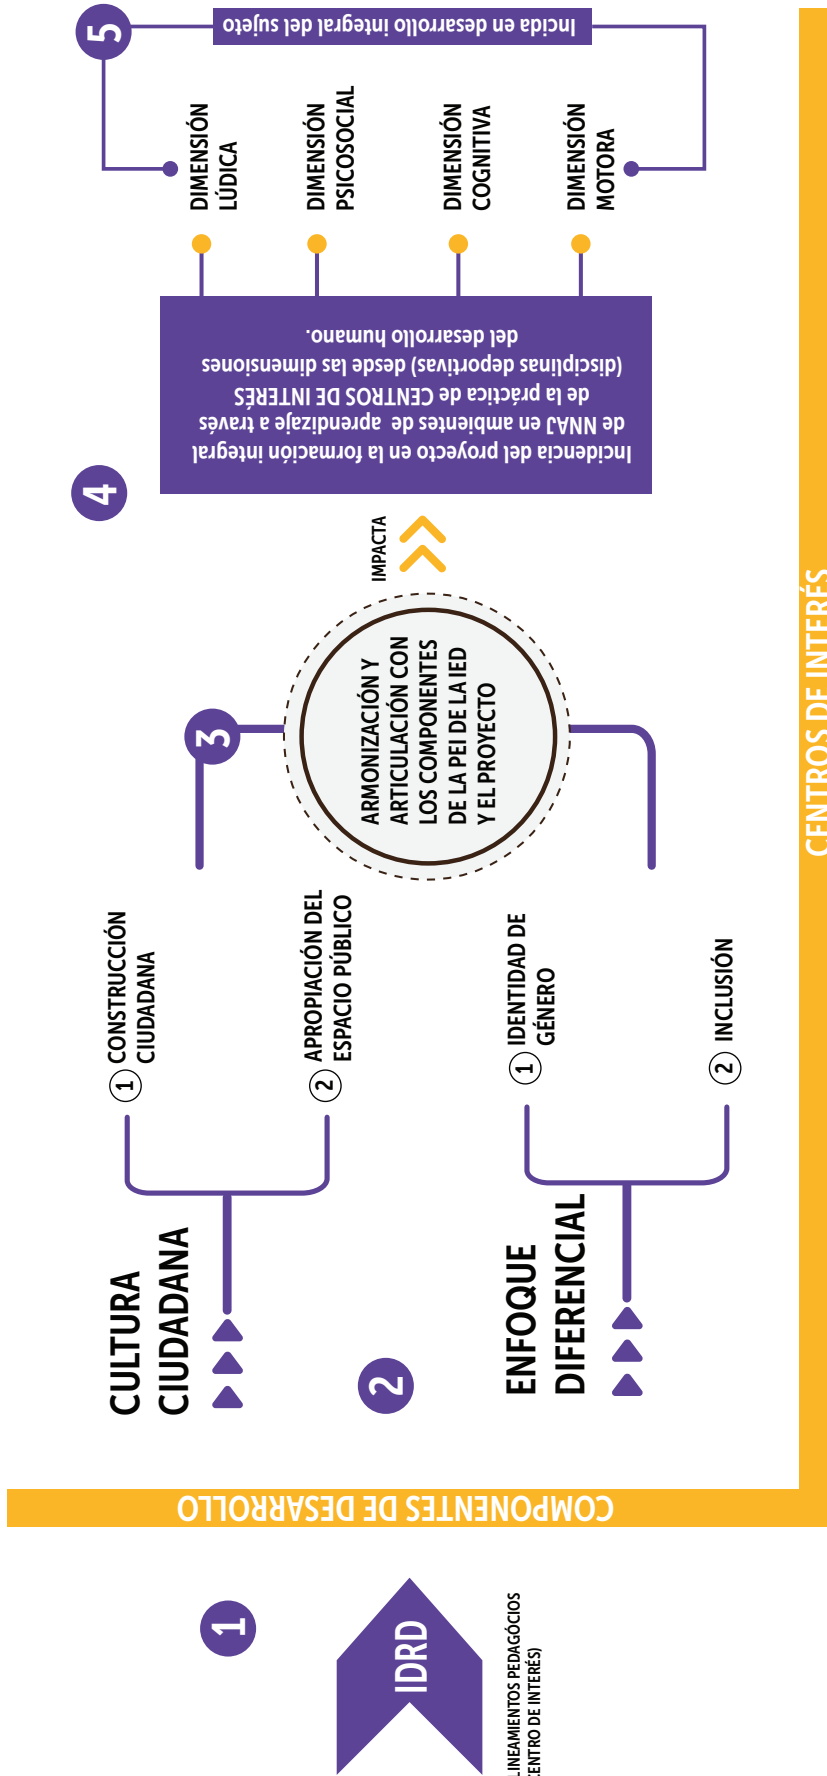 1
IDRD
LINEAMIENTOS PEDAGÓCIOS
CENTRO DE INTERÉS)
COMPONENTES DE DESARROLLO
2
CULTURA
CIUDADANA
1 CONSTRUCCIÓN
CIUDADANA
2 APROPIACIÓN DEL
ESPACIO PÚBLICO
ENFOQUE
DIFERENCIAL
1 IDENTIDAD DE
GÉNERO
2 INCLUSIÓN
3
ARMONIZACIÓN Y
ARTICULACIÓN CON
LOS COMPONENTES
DE LA PEI DE LA IED
Y EL PROYECTO
IMPACTA
4
Incidencia del proyecto en la formación integral
de NNAJ en ambientes de aprendizaje a través
de la práctica de CENTROS DE INTERÉS
(disciplinas deportivas) desde las dimensiones
del desarollo humano.
DIMENSIÓN
LÚDICA
DIMENSIÓN
PSICOSOCIAL
DIMENSIÓN
COGNITIVA
DIMENSIÓN
MOTORA
5
Incida en desarrollo integral del sujeto
CENTROS DE INTERÉS